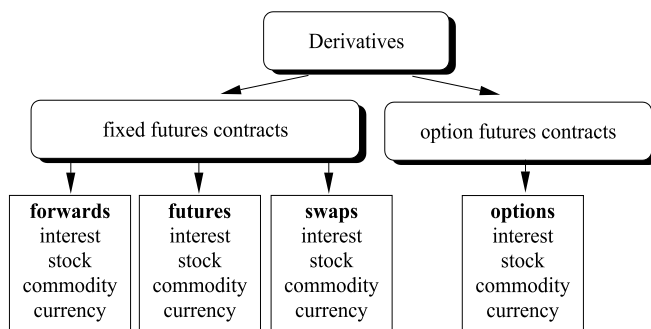 Derivatives
fixed futures contracts
option futures contracts
forwards
interest
stock
commodity
currency
futures
interest
stock
commodity
currency
swaps
interest
stock
commodity
currency
options
interest
stock
commodity
currency